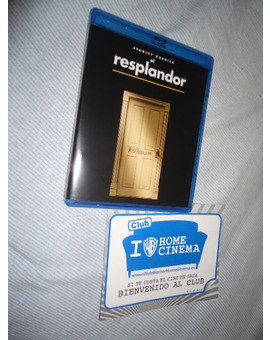 STANLEY KUBRICK
el
resplandor
REDRUM
Club
I WB HOME
CINEMA
www.ClubWarnerHomeCinema.es
SI TE GUSTA EL CINE EN CASA
BIENVENIDO AL CLUB